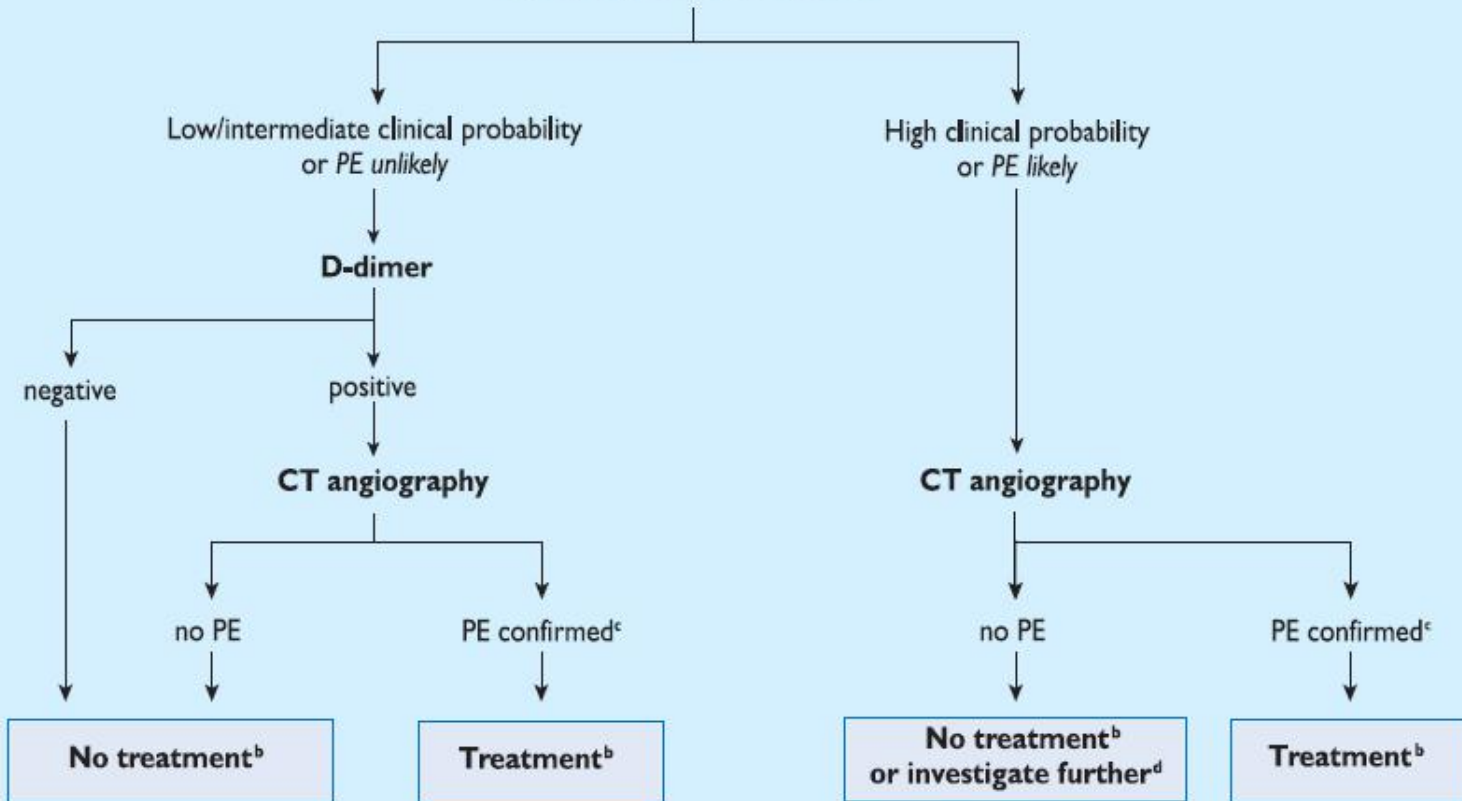 Low/intermediate clinical probability
or PE unlikely
High clinical probability
or PE likely
D-dimer
negative
positive
CT angiography
CT angiography
no PE
PE confirmedᶜ
no PE
PE confirmedᶜ
No treatmentᵇ
Treatmentᵇ
No treatmentᵇ
or investigate furtherᵈ
Treatmentᵇ